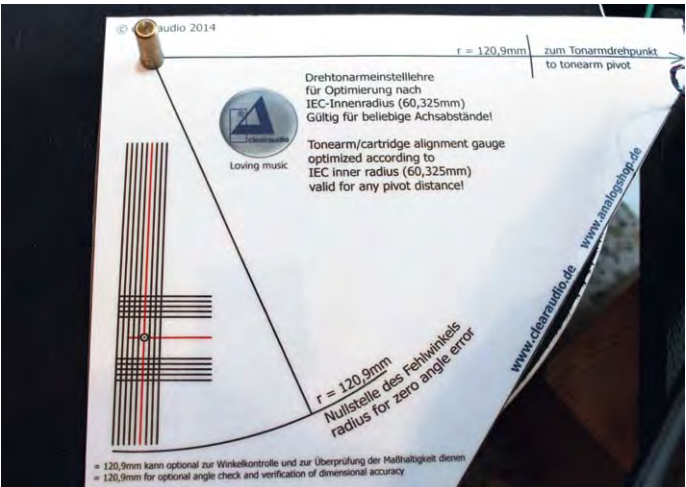 © audio 2014
r = 120,9mm
zum Tonarmdrehpunkt
to tonearm pivot
Drehtonarmeinstelllehre
für Optimierung nach
IEC-Innenradius (60,325mm)
Gültig für beliebige Achsabstände!
clearaudio
Loving music
Tonearm/cartridge alignment gauge
optimized according to
IEC inner radius (60,325mm)
valid for any pivot distance!
www.clearaudio.de www.analogshop.de
r = 120,9mm
Nullstelle des Fehlwinkels
radius for zero angle error
= 120,9mm kann optional zur Winkelkontrolle und zur Überprüfung der Maßhaltigkeit dienen
= 120,9mm for optional angle check and verification of dimensional accuracy